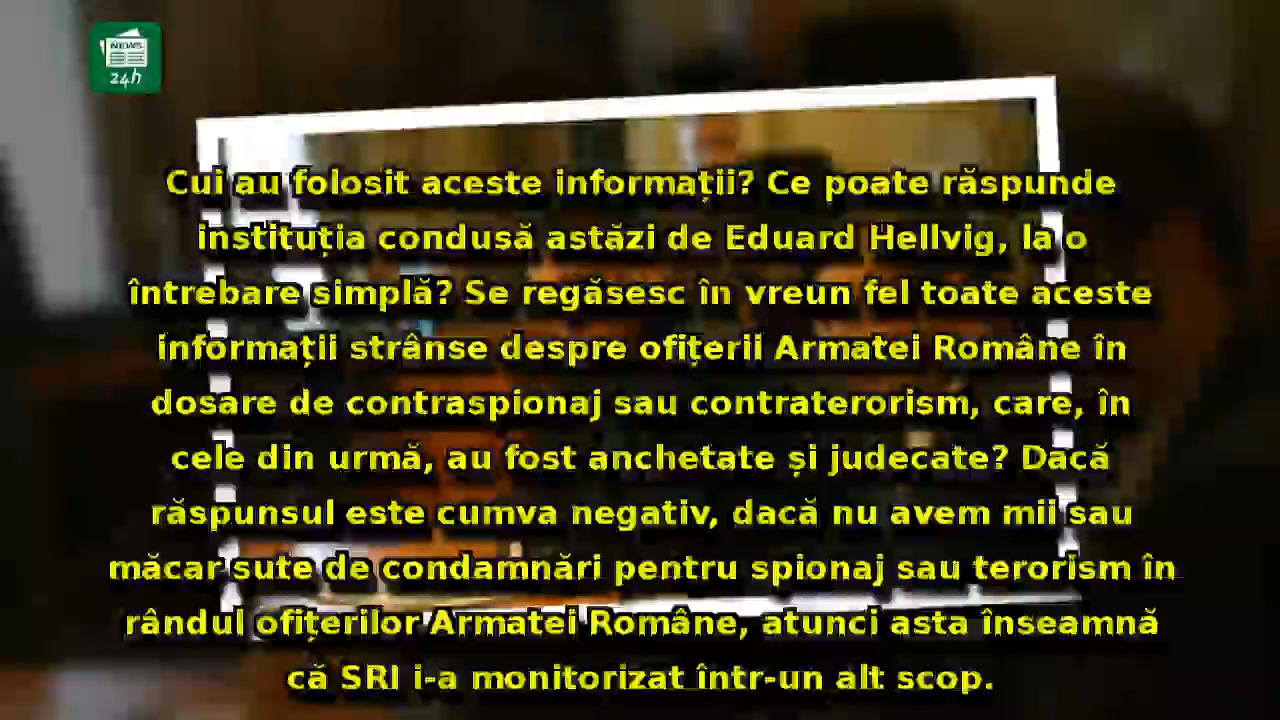 NEWS
24h
Cui au folosit aceste informații? Ce poate răspunde
instituția condusă astăzi de Eduard Hellvig, la o
întrebare simplă? Se regăsesc în vreun fel toate aceste
informații strânse despre ofițerii Armatei Române în
dosare de contraspionaj sau contraterorism, care, în
cele din urmă, au fost anchetate și judecate? Dacă
răspunsul este cumva negativ, dacă nu avem mii sau
măcar sute de condamnări pentru spionaj sau terorism în
rândul ofițerilor Armatei Române, atunci asta înseamnă
că SRI i-a monitorizat într-un alt scop.